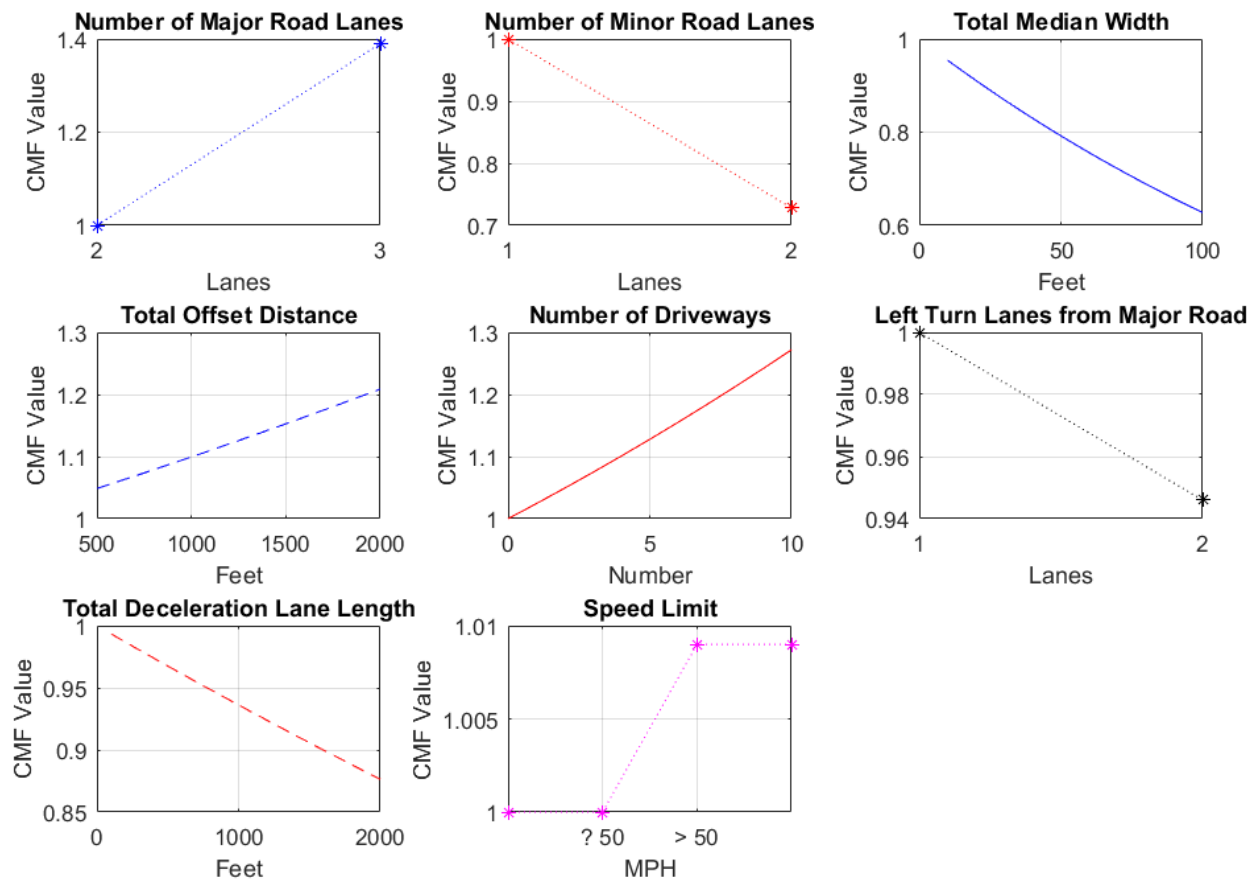 Number of Major Road Lanes
1.4
1.2
1
CMF Value
2
3
Lanes
Number of Minor Road Lanes
1
0.9
0.8
0.7
CMF Value
1
2
Lanes
Total Median Width
1
0.8
0.6
CMF Value
0
50
100
Feet
Total Offset Distance
1.3
1.2
1.1
1
CMF Value
500
1000
1500
2000
Feet
Number of Driveways
1.3
1.2
1.1
1
CMF Value
0
5
10
Number
Left Turn Lanes from Major Road
1
0.98
0.96
0.94
CMF Value
1
2
Lanes
Total Deceleration Lane Length
1
0.95
0.9
0.85
CMF Value
0
1000
2000
Feet
Speed Limit
1.01
1.005
1
CMF Value
? 50
> 50
MPH